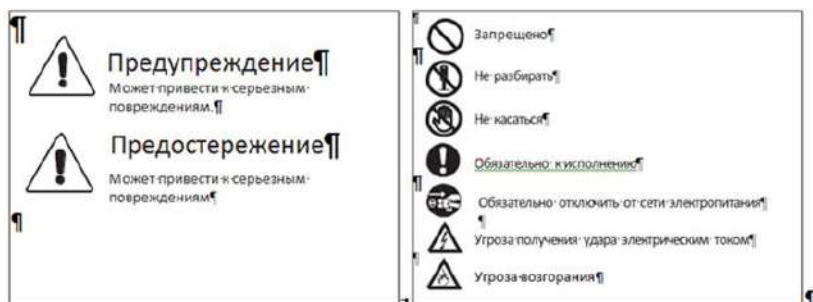 Предупреждение¶
Может привести к серьезным
повреждениям.¶
Предостережение¶
Может привести к серьезным
повреждениям¶
Запрещено¶
Не разбирать¶
Не касаться¶
Обязательно к исполнению¶
Обязательно отключить от сети электропитания¶
Угроза получения удара электрическим током¶
Угроза возгорания¶